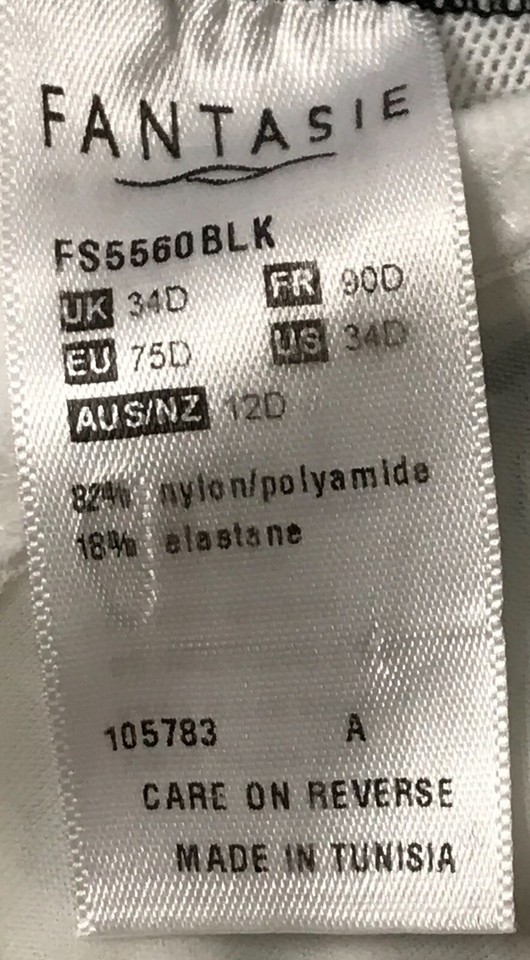 FANTASIE
FS5560BLK
UK 34D FR 90D
EU 75D US 34D
AUS/NZ 12D
82% nylon/polyamide
18% elastane
105783 A
CARE ON REVERSE
MADE IN TUNISIA